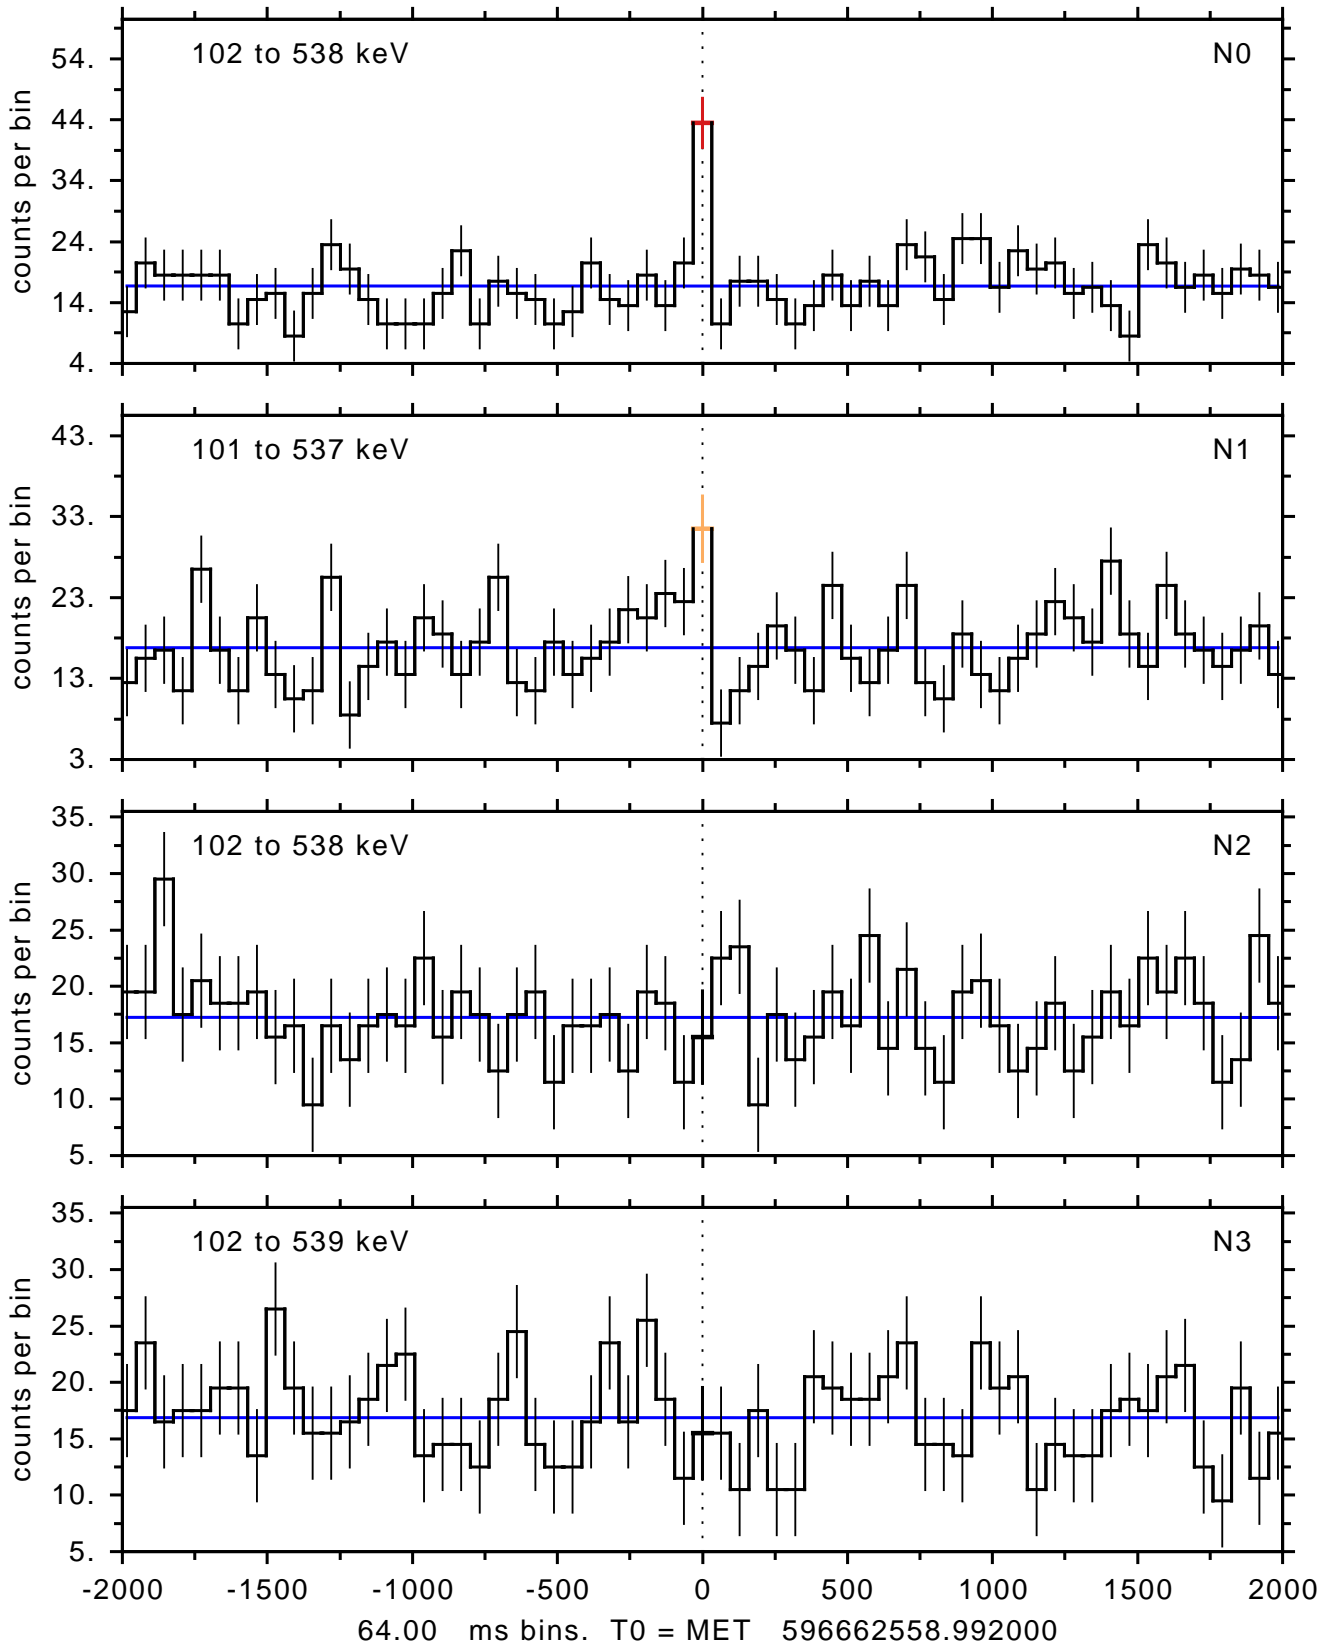 102 to 538 keV N0
counts per bin
54.
44.
34.
24.
14.
4.
101 to 537 keV N1
counts per bin
43.
33.
23.
13.
3.
102 to 538 keV N2
counts per bin
35.
30.
25.
20.
15.
10.
5.
102 to 539 keV N3
counts per bin
35.
30.
25.
20.
15.
10.
5.
-2000 -1500 -1000 -500 0 500 1000 1500 2000
64.00 ms bins. T0 = MET 596662558.992000